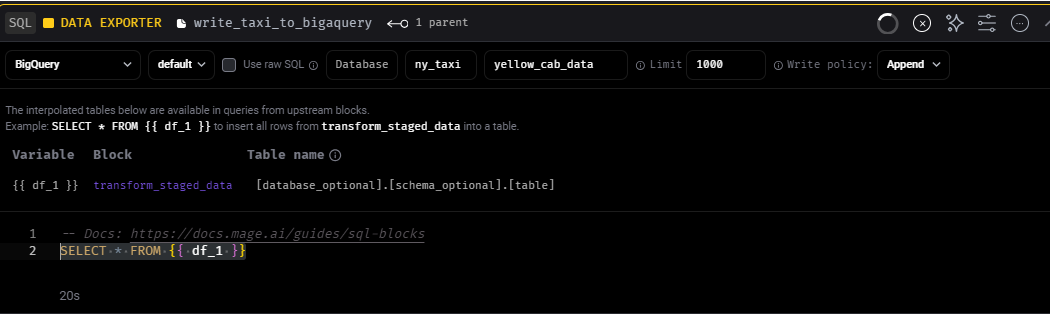 SQL DATA EXPORTER write_taxi_to_bigaquery 1 parent
BigQuery default Use raw SQL Database ny_taxi yellow_cab_data Limit 1000 Write policy: Append
The interpolated tables below are available in queries from upstream blocks.
Example: SELECT * FROM {{ df_1 }} to insert all rows from transform_staged_data into a table.
Variable Block Table name
{{ df_1 }} transform_staged_data [database_optional].[schema_optional].[table]
1 -- Docs: https://docs.mage.ai/guides/sql-blocks
2 SELECT * FROM {{ df_1 }}
20s